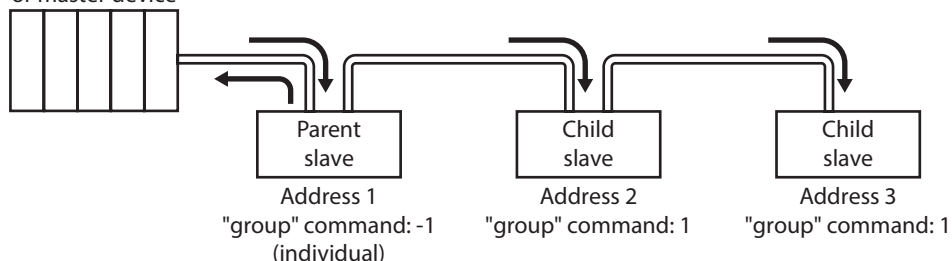 or master device
Parent
slave
Child
slave
Child
slave
Address 1
"group" command: -1
(individual)
Address 2
"group" command: 1
Address 3
"group" command: 1